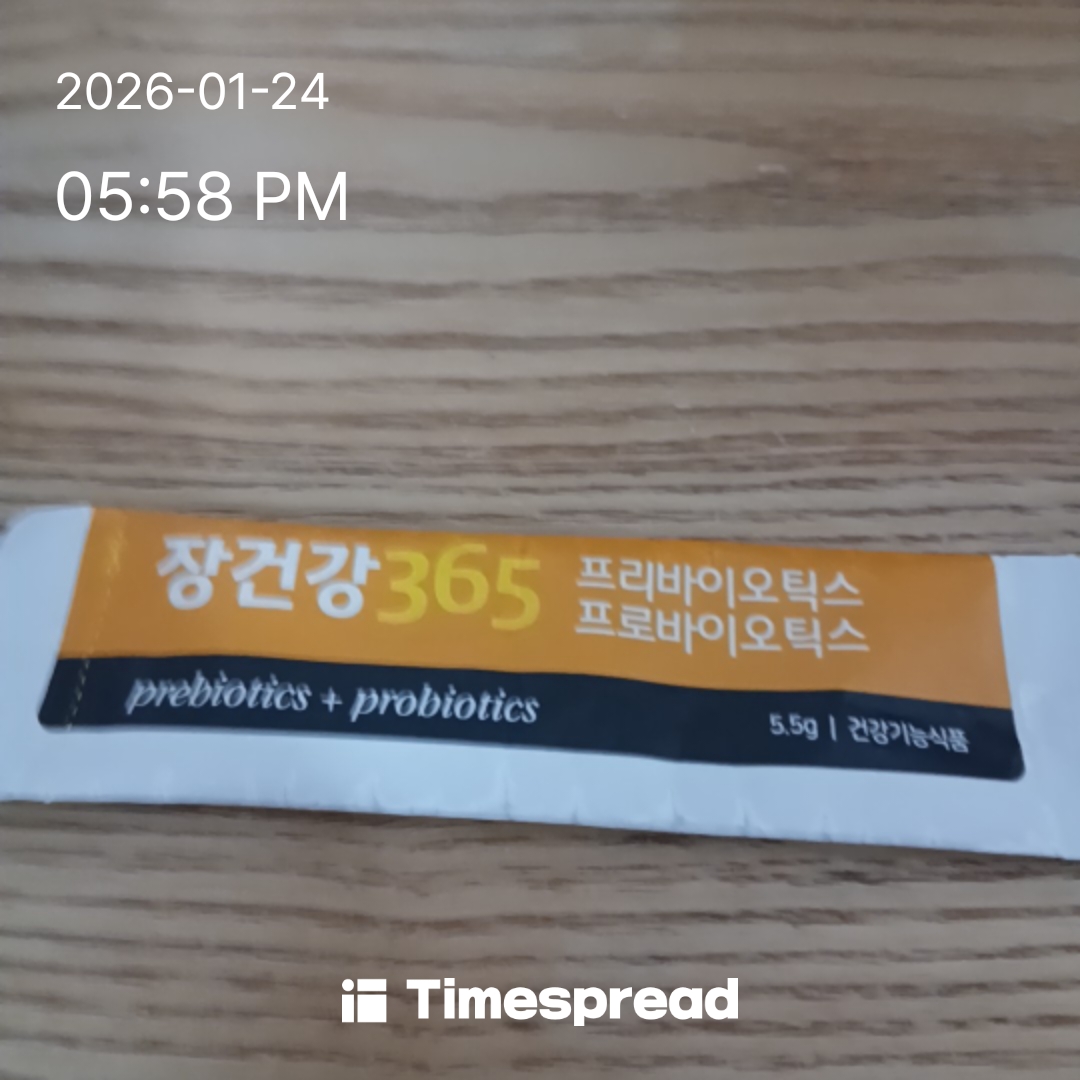 2026-01-24
05:58 PM
장건강365
프리바이오틱스
프로바이오틱스
prebiotics + probiotics
5.5g | 건강기능식품
Timespread